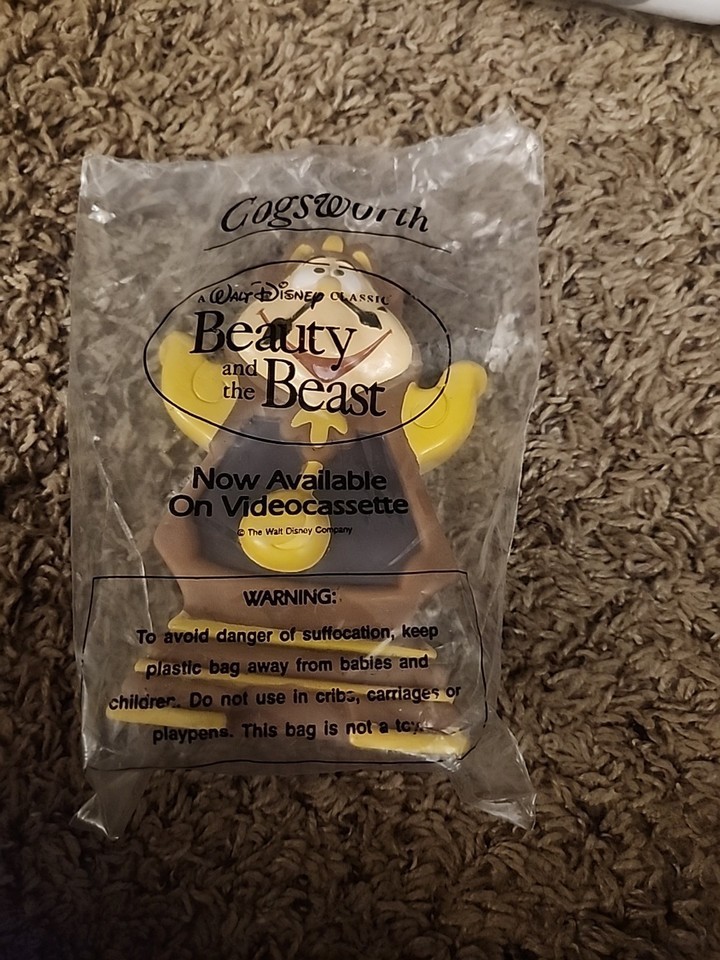 Cogsworth
A WALT DISNEY CLASSIC
Beauty
and
the Beast
Now Available
On Videocassette
© The Walt Disney Company
WARNING:
To avoid danger of suffocation, keep
plastic bag away from babies and
children. Do not use in cribs, carriages or
playpens. This bag is not a toy.